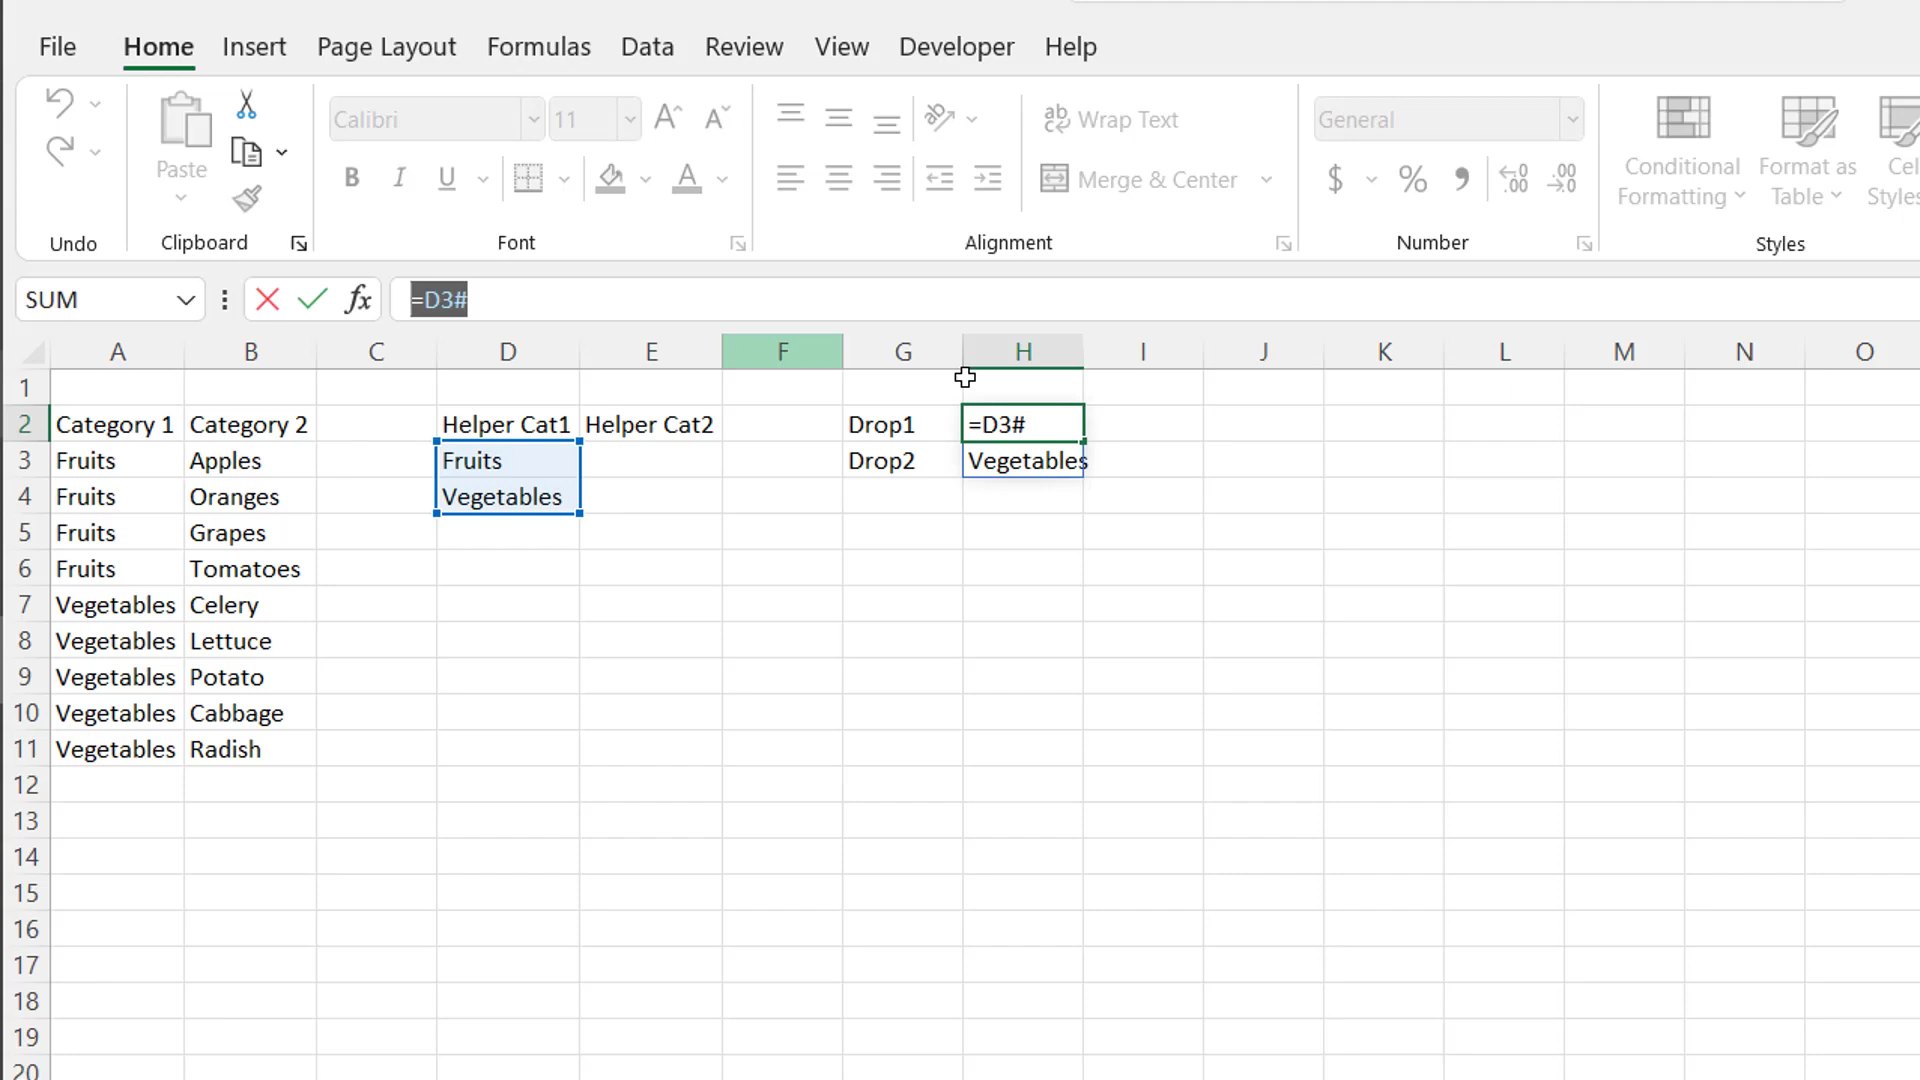 File Home Insert Page Layout Formulas Data Review View Developer Help
Calibri 11 Wrap Text General
Paste Merge & Center $ % Conditional Formatting Format as Table Cel Styles
Undo Clipboard Font Alignment Number Styles
SUM fx =D3#
A B C D E F G H I J K L M N O
1
2 Category 1 Category 2 Helper Cat1 Helper Cat2 Drop1 =D3#
3 Fruits Apples Fruits Drop2 Vegetables
4 Fruits Oranges Vegetables
5 Fruits Grapes
6 Fruits Tomatoes
7 Vegetables Celery
8 Vegetables Lettuce
9 Vegetables Potato
10 Vegetables Cabbage
11 Vegetables Radish
12
13
14
15
16
17
18
19
20